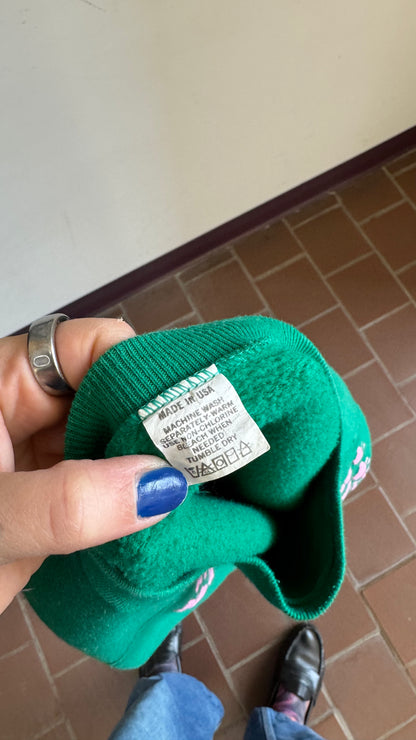 MADE IN USA
MACHINE WASH
SEPARATELY-WARM
USE NON-CHLORINE
BLEACH WHEN
NEEDED
TUMBLE DRY